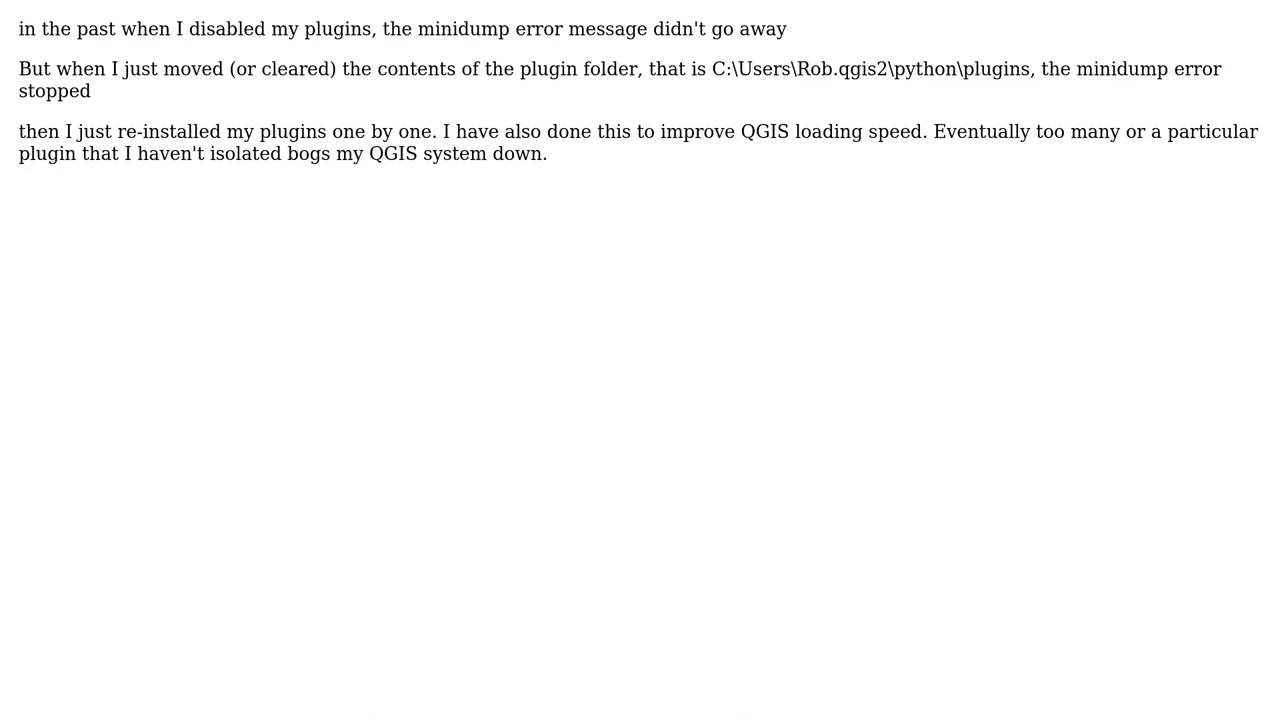 in the past when I disabled my plugins, the minidump error message didn't go away
But when I just moved (or cleared) the contents of the plugin folder, that is C:\Users\Rob.qgis2\python\plugins, the minidump error
stopped
then I just re-installed my plugins one by one. I have also done this to improve QGIS loading speed. Eventually too many or a particular
plugin that I haven't isolated bogs my QGIS system down.